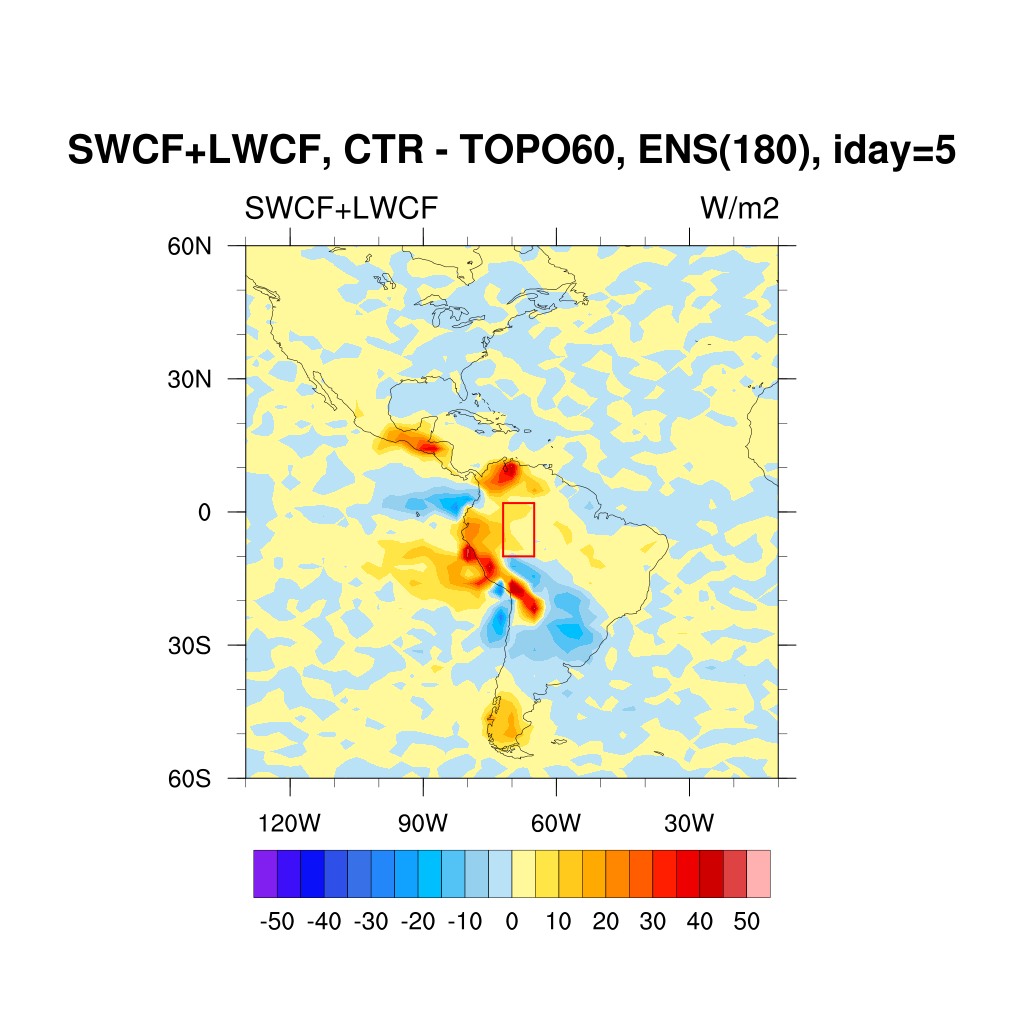 SWCF+LWCF, CTR - TOPO60, ENS(180), iday=5
SWCF+LWCF W/m2
60N
30N
0
30S
60S
120W 90W 60W 30W
-50 -40 -30 -20 -10 0 10 20 30 40 50